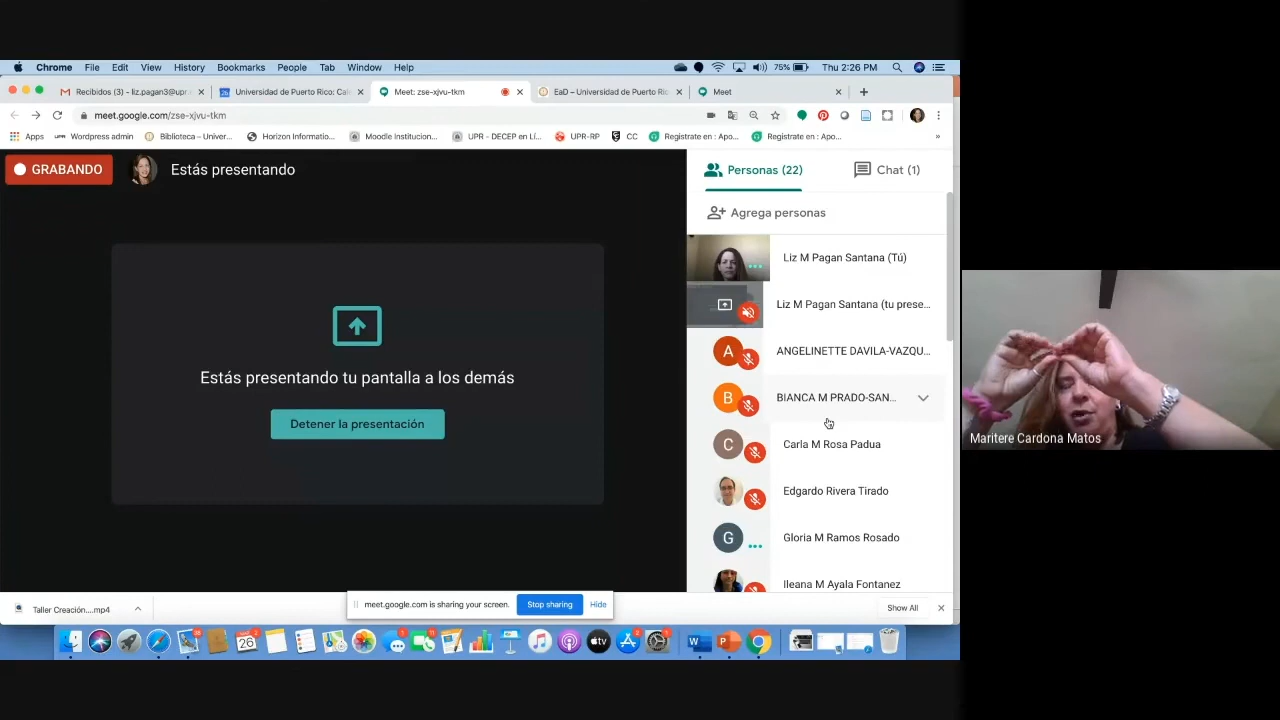 Chrome File Edit View History Bookmarks People Tab Window Help 75% Thu 2:26 PM
Recibidos (3) - liz.pagan3@upr. Universidad de Puerto Rico: Cal Meet: zse-xjvu-tkm EaD – Universidad de Puerto Ric Meet
meet.google.com/zse-xjvu-tkm
Apps Wordpress admin Biblioteca – Univer... Horizon Informatio... Moodle Institucion... UPR - DECEP en Lí... UPR-RP CC Registrate en : Apo... Registrate en : Apo... »
GRABANDO Estás presentando
Personas (22) Chat (1)
Agrega personas
Liz M Pagan Santana (Tú)
Liz M Pagan Santana (tu prese...
A ANGELINETTE DAVILA-VAZQU...
B BIANCA M PRADO-SAN...
C Carla M Rosa Padua
Edgardo Rivera Tirado
G Gloria M Ramos Rosado
Ileana M Ayala Fontanez
Estás presentando tu pantalla a los demás
Detener la presentación
Maritere Cardona Matos
meet.google.com is sharing your screen. Stop sharing Hide
Taller Creación....mp4 Show All